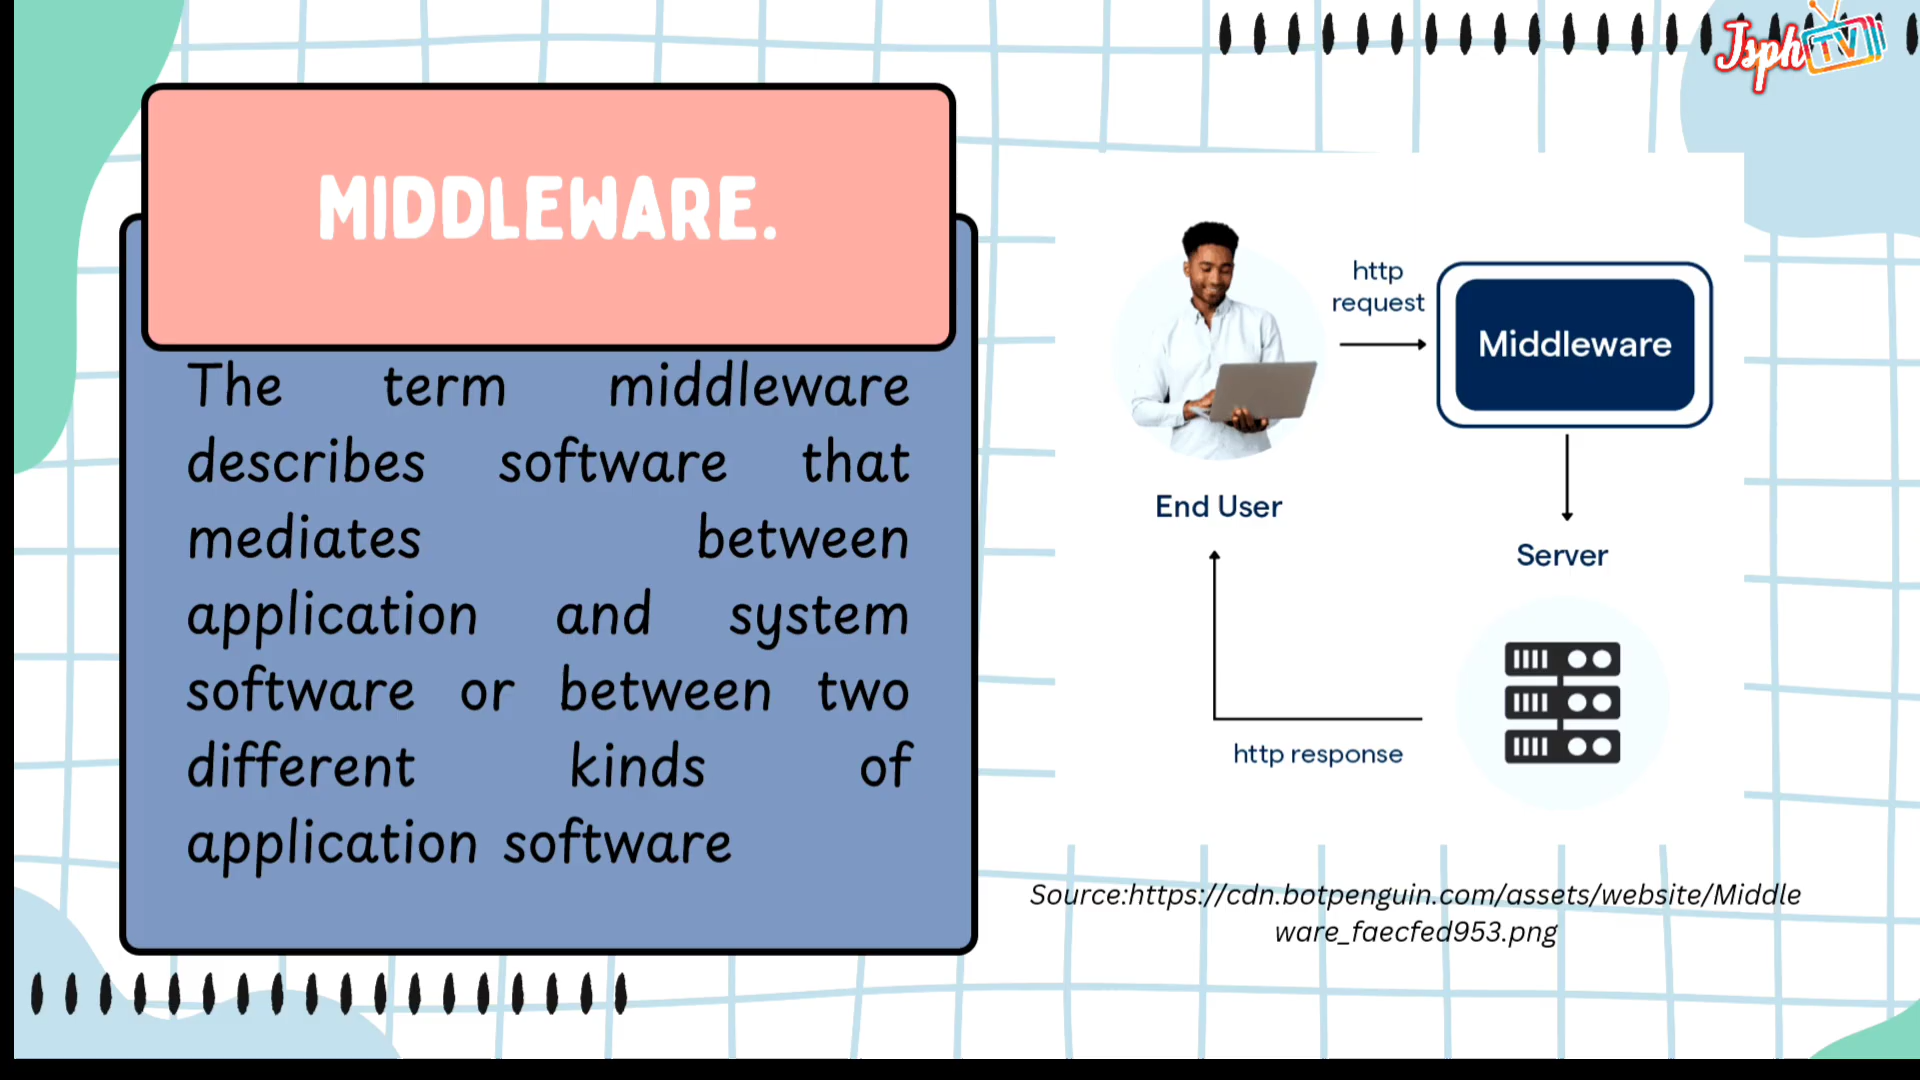 Jsph TV
MIDDLEWARE.
The term middleware
describes software that
mediates between
application and system
software or between two
different kinds of
application software
http
request
Middleware
End User
Server
http response
Source:https://cdn.botpenguin.com/assets/website/Middle
ware_faecfed953.png